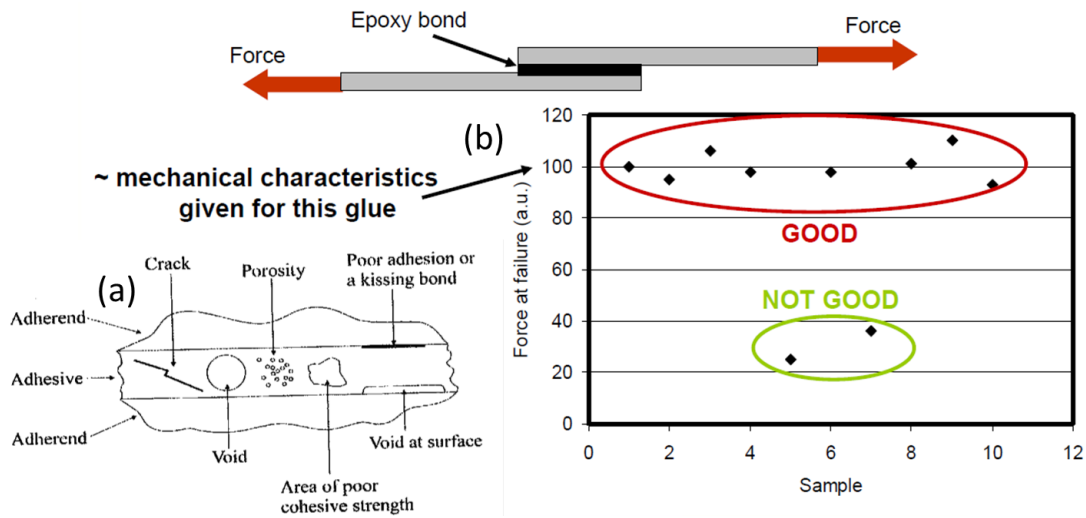 Epoxy bond
Force
Force
(b)
~ mechanical characteristics
given for this glue
(a)
Crack
Porosity
Poor adhesion or
a kissing bond
Adherend
Adhesive
Adherend
Void
Void at surface
Area of poor
cohesive strength
Force at failure (a.u.)
120
100
80
60
40
20
0
GOOD
NOT GOOD
0
2
4
6
8
10
12
Sample